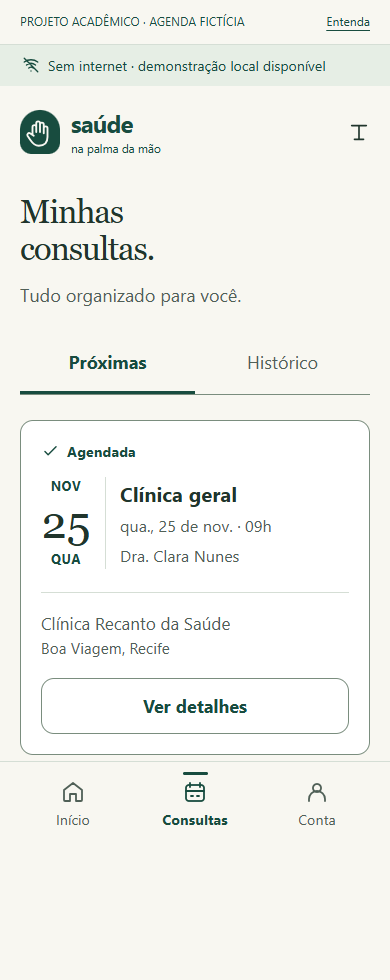 PROJETO ACADÊMICO · AGENDA FICTÍCIA
Entenda
Sem internet · demonstração local disponível
saúde
na palma da mão
Minhas
consultas.
Tudo organizado para você.
Próximas
Histórico
Agendada
NOV
25
QUA
Clínica geral
qua., 25 de nov. · 09h
Dra. Clara Nunes
Clínica Recanto da Saúde
Boa Viagem, Recife
Ver detalhes
Início
Consultas
Conta